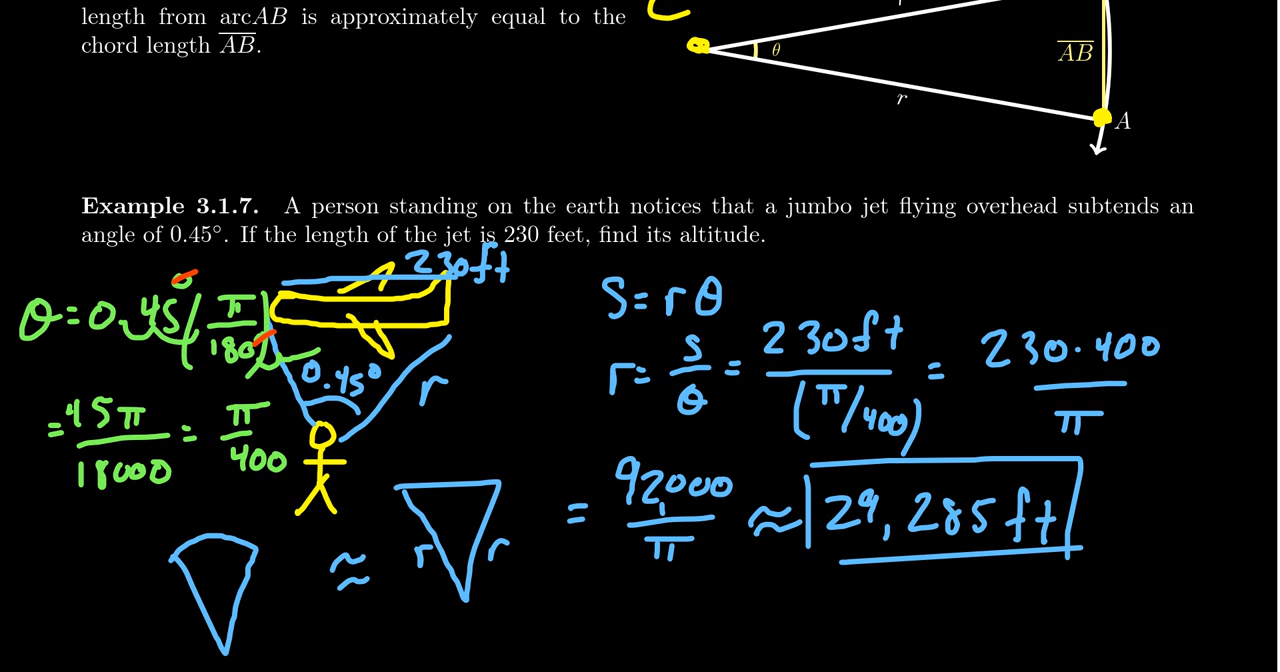 length from arcAB is approximately equal to the
chord length AB.
C
θ
r
AB
A
Example 3.1.7. A person standing on the earth notices that a jumbo jet flying overhead subtends an
angle of 0.45°. If the length of the jet is 230 feet, find its altitude.
230ft
θ = 0.45°(π/180°)
= 45π/18000 = π/400
0.45°
r
S = rθ
r = s/θ = 230ft/(π/400) = 230·400/π
= 92,000/π ≈ 29,285ft
≈
r r